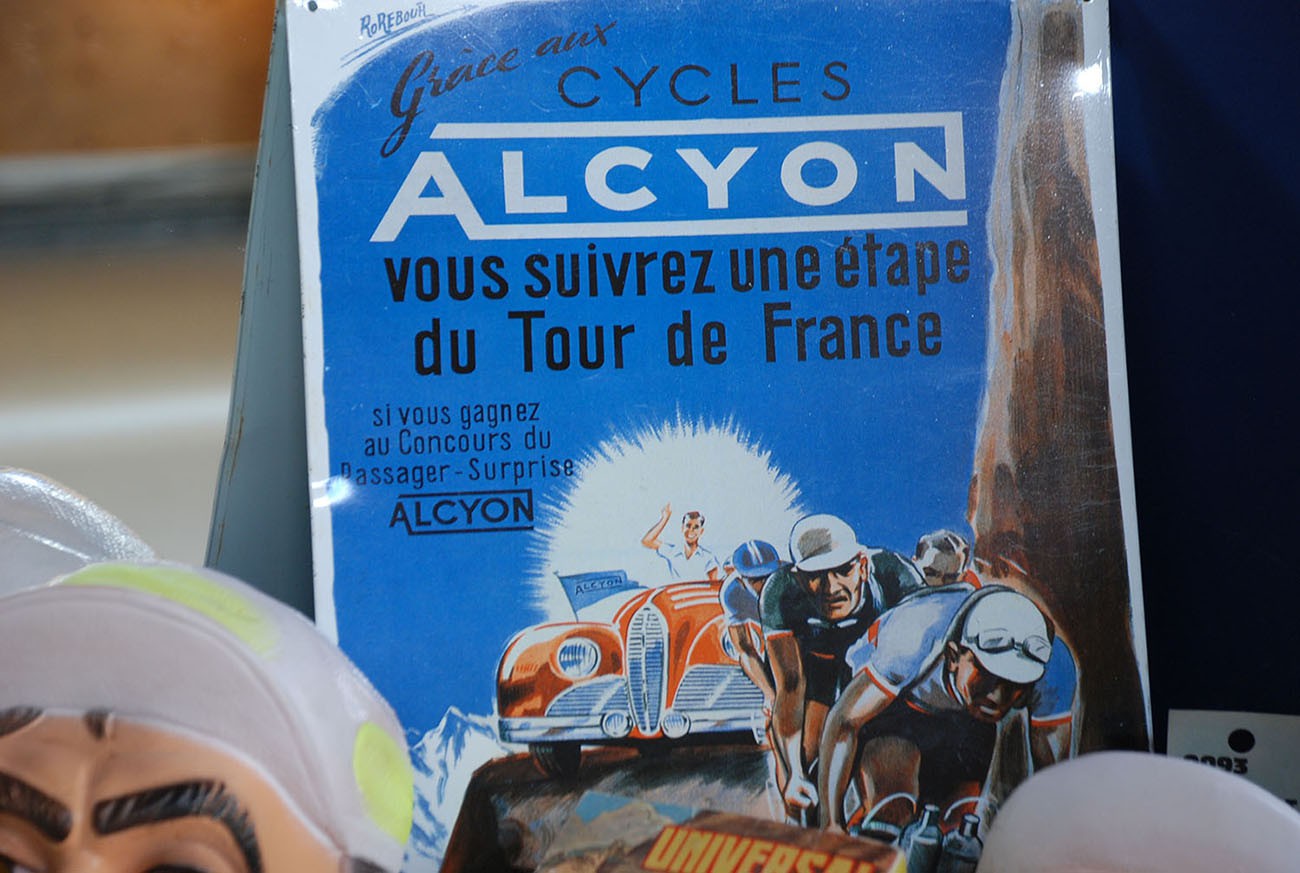 ROREBOUR
Grâce aux
CYCLES
ALCYON
vous suivrez une étape
du Tour de France
si vous gagnez
au Concours du
Passager-Surprise
ALCYON
ALCYON
UNIVERSAL